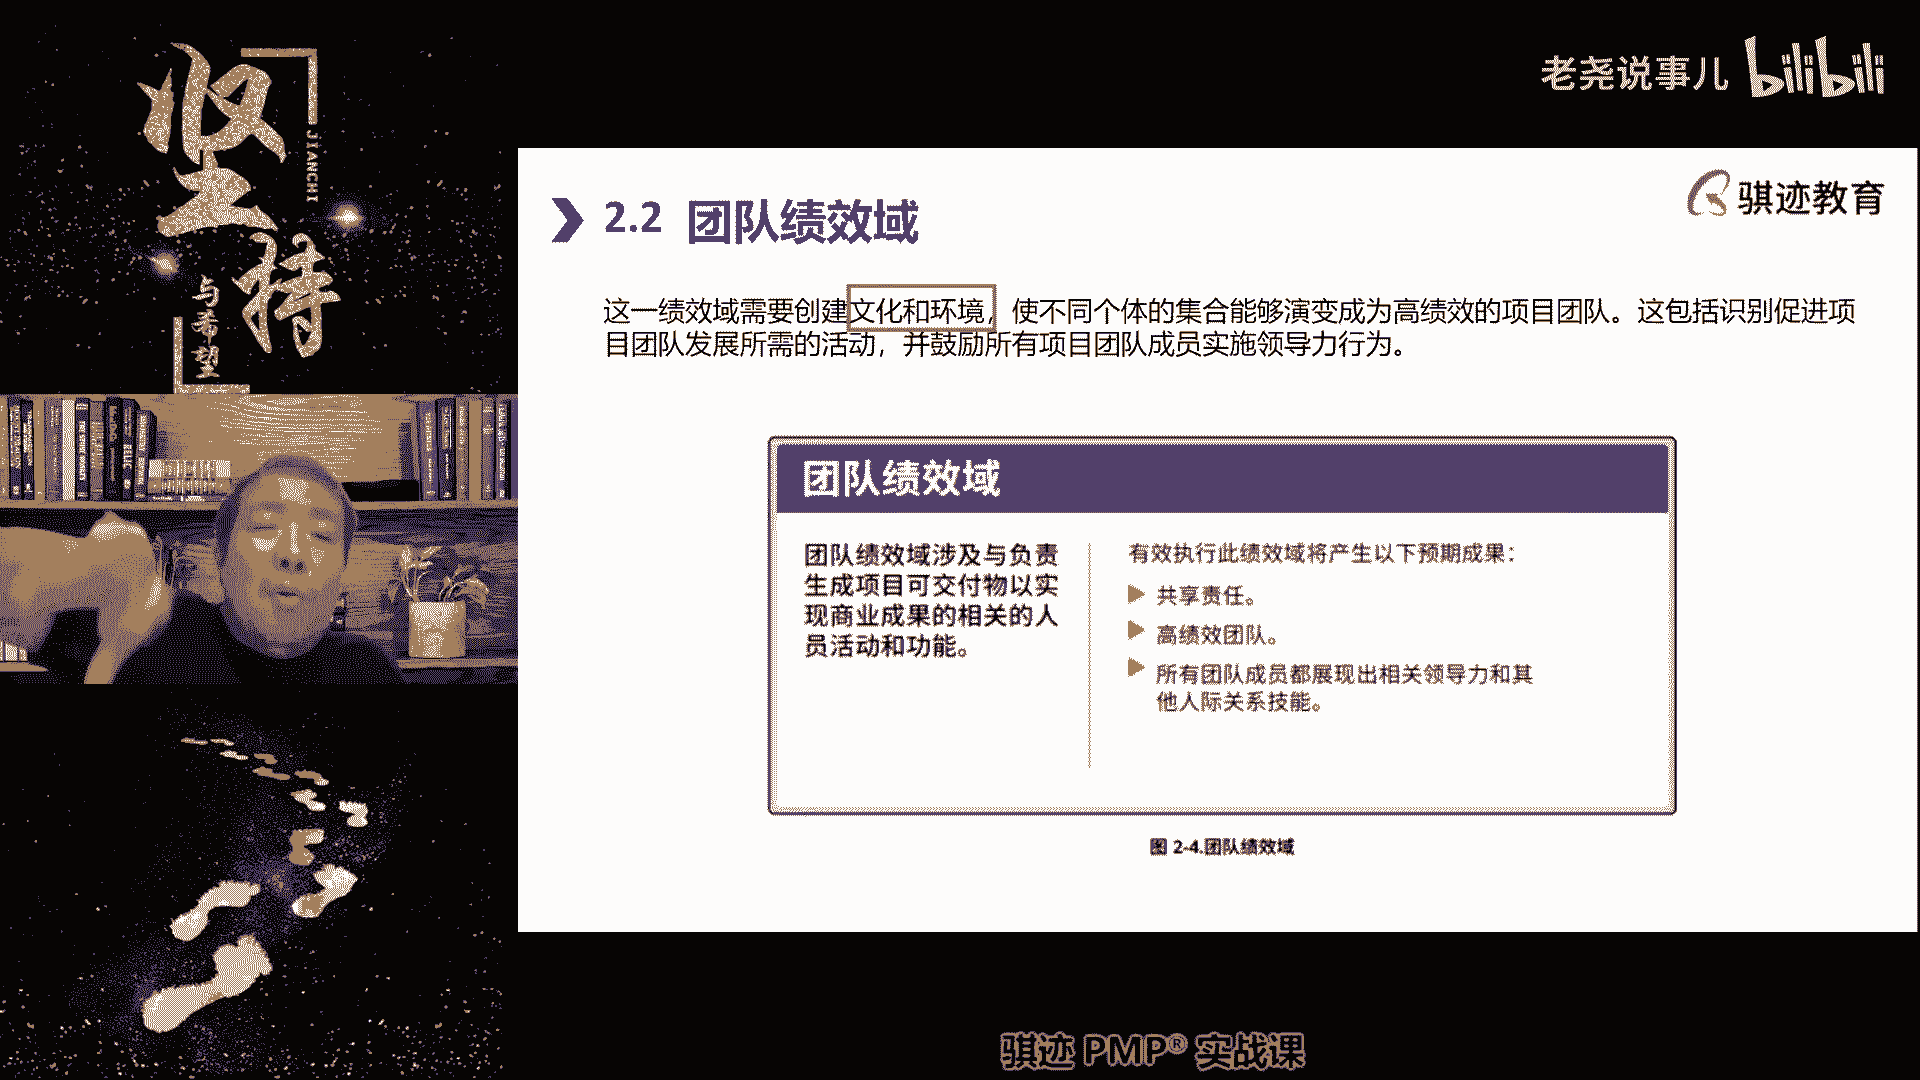 坚持
JIANCHI
与希望
老尧说事儿 bilibili
骐迹教育
2.2 团队绩效域
这一绩效域需要创建文化和环境，使不同个体的集合能够演变成为高绩效的项目团队。这包括识别促进项
目团队发展所需的活动，并鼓励所有项目团队成员实施领导力行为。
团队绩效域
团队绩效域涉及与负责
生成项目可交付物以实
现商业成果的相关的人
员活动和功能。
有效执行此绩效域将产生以下预期成果：
共享责任。
高绩效团队。
所有团队成员都展现出相关领导力和其
他人际关系技能。
图 2-4.团队绩效域
骐迹 PMP® 实战课